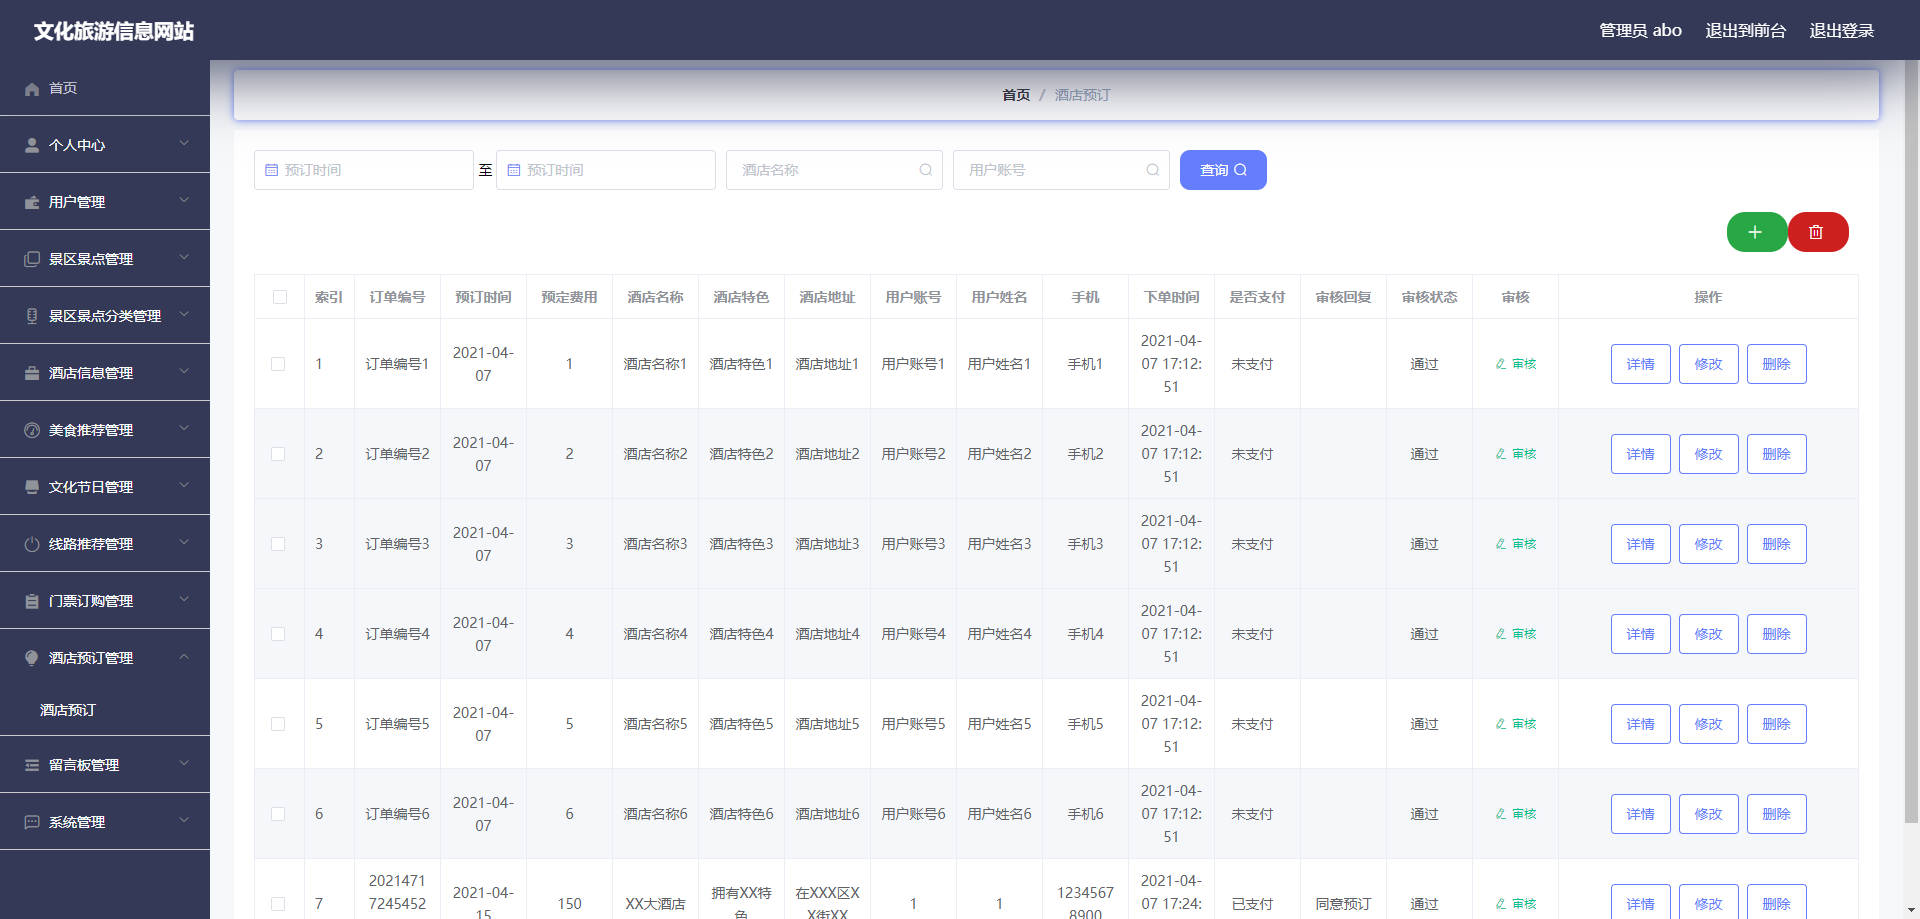 文化旅游信息网站
管理员 abo 退出到前台 退出登录
首页
个人中心
用户管理
景区景点管理
景区景点分类管理
酒店信息管理
美食推荐管理
文化节日管理
线路推荐管理
门票订购管理
酒店预订管理
酒店预订
留言板管理
系统管理
首页 / 酒店预订
预订时间 至 预订时间 酒店名称 用户账号 查询
索引 订单编号 预订时间 预定费用 酒店名称 酒店特色 酒店地址 用户账号 用户姓名 手机 下单时间 是否支付 审核回复 审核状态 审核 操作
1 订单编号1 2021-04-07 1 酒店名称1 酒店特色1 酒店地址1 用户账号1 用户姓名1 手机1 2021-04-07 17:12:51 未支付 通过 审核 详情 修改 删除
2 订单编号2 2021-04-07 2 酒店名称2 酒店特色2 酒店地址2 用户账号2 用户姓名2 手机2 2021-04-07 17:12:51 未支付 通过 审核 详情 修改 删除
3 订单编号3 2021-04-07 3 酒店名称3 酒店特色3 酒店地址3 用户账号3 用户姓名3 手机3 2021-04-07 17:12:51 未支付 通过 审核 详情 修改 删除
4 订单编号4 2021-04-07 4 酒店名称4 酒店特色4 酒店地址4 用户账号4 用户姓名4 手机4 2021-04-07 17:12:51 未支付 通过 审核 详情 修改 删除
5 订单编号5 2021-04-07 5 酒店名称5 酒店特色5 酒店地址5 用户账号5 用户姓名5 手机5 2021-04-07 17:12:51 未支付 通过 审核 详情 修改 删除
6 订单编号6 2021-04-07 6 酒店名称6 酒店特色6 酒店地址6 用户账号6 用户姓名6 手机6 2021-04-07 17:12:51 未支付 通过 审核 详情 修改 删除
7 20214717245452 2021-04-15 150 XX大酒店 拥有XX特色 在XXX区XX街XX 1 1 12345678900 2021-04-07 17:24: 已支付 同意预订 通过 审核 详情 修改 删除